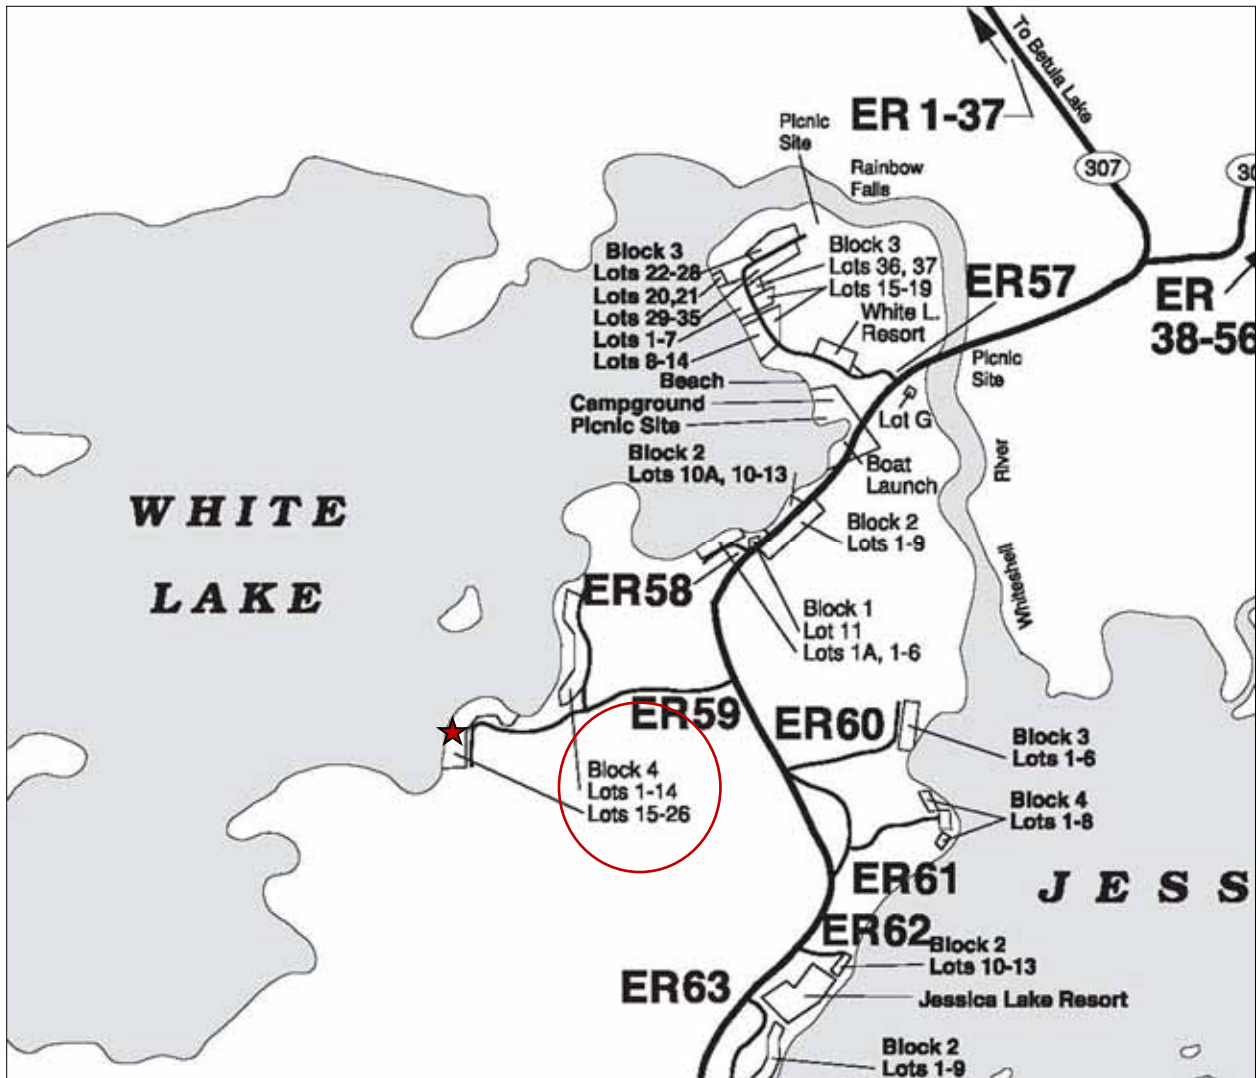 To Betula Lake
ER 1-37
Picnic
Site
307
Rainbow
Falls
Block 3
Lots 22-28
Lots 20,21
Lots 29-35
Lots 1-7
Lots 8-14
Block 3
Lots 36, 37
Lots 15-19
White L.
Resort
ER57
ER
38-56
Picnic
Site
Beach
Campground
Picnic Site
Lot G
Block 2
Lots 10A, 10-13
Boat
Launch
River
Whiteshell
WHITE
LAKE
Block 2
Lots 1-9
ER58
Block 1
Lot 11
Lots 1A, 1-6
ER59
ER60
Block 3
Lots 1-6
Block 4
Lots 1-14
Lots 15-26
Block 4
Lots 1-8
ER61
JESS
ER62
Block 2
Lots 10-13
ER63
Jessica Lake Resort
Block 2
Lots 1-9